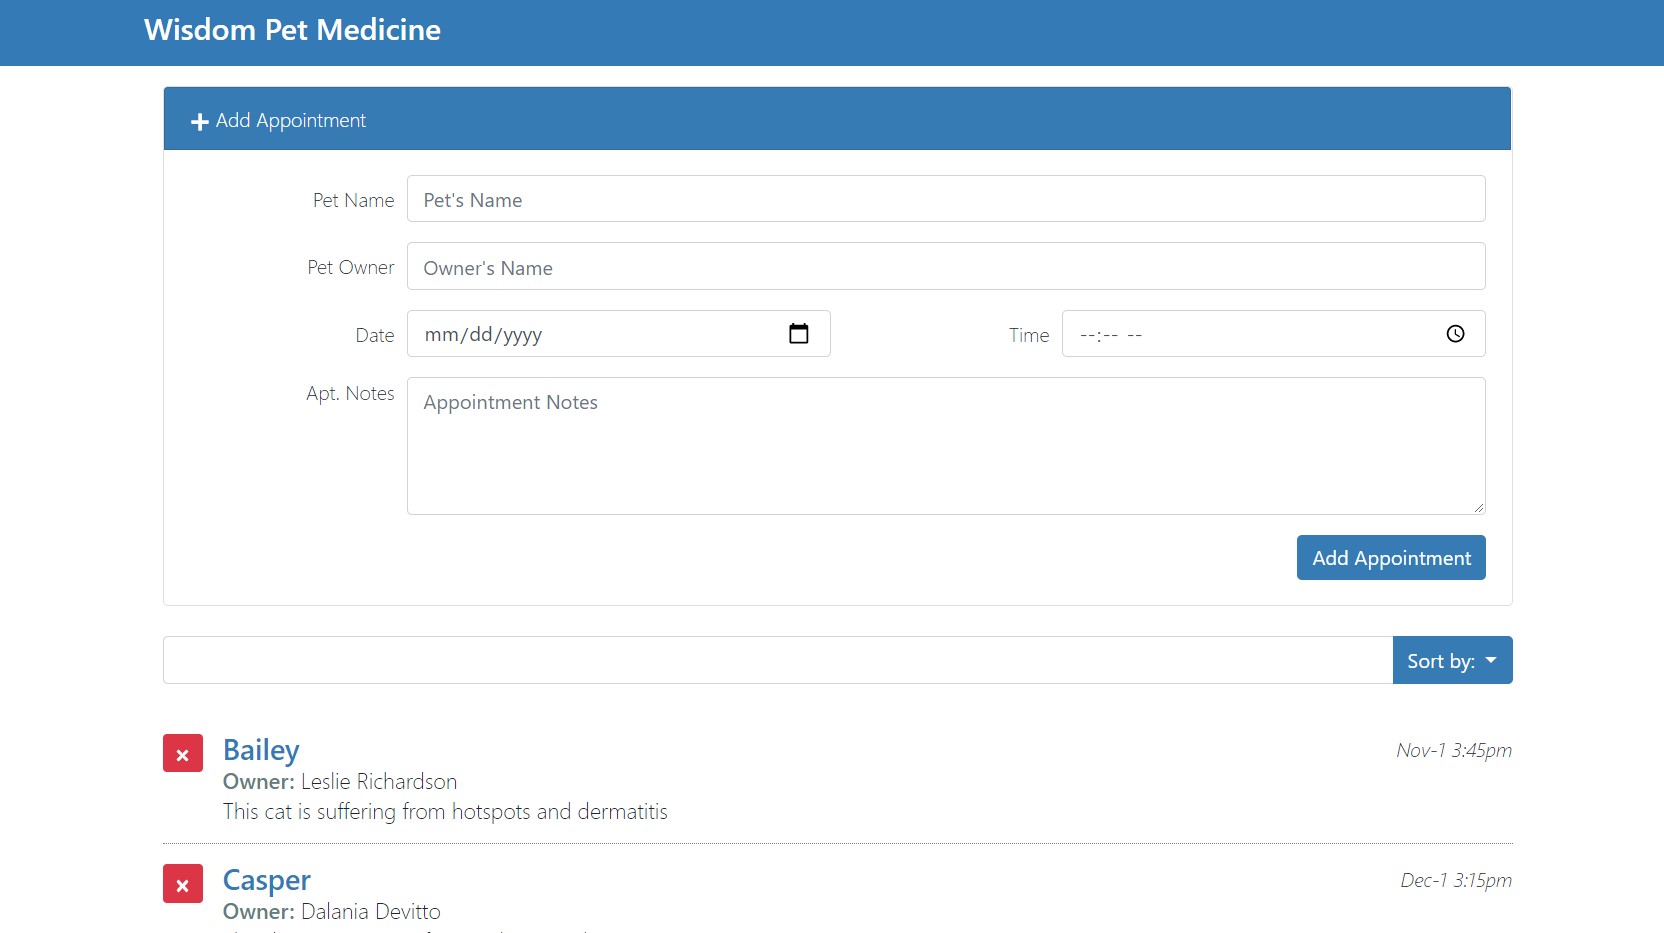 Wisdom Pet Medicine
Add Appointment
Pet Name Pet's Name
Pet Owner Owner's Name
Date mm/dd/yyyy Time --:-- --
Apt. Notes Appointment Notes
Add Appointment
Sort by:
Bailey Nov-1 3:45pm
Owner: Leslie Richardson
This cat is suffering from hotspots and dermatitis
Casper Dec-1 3:15pm
Owner: Dalania Devitto